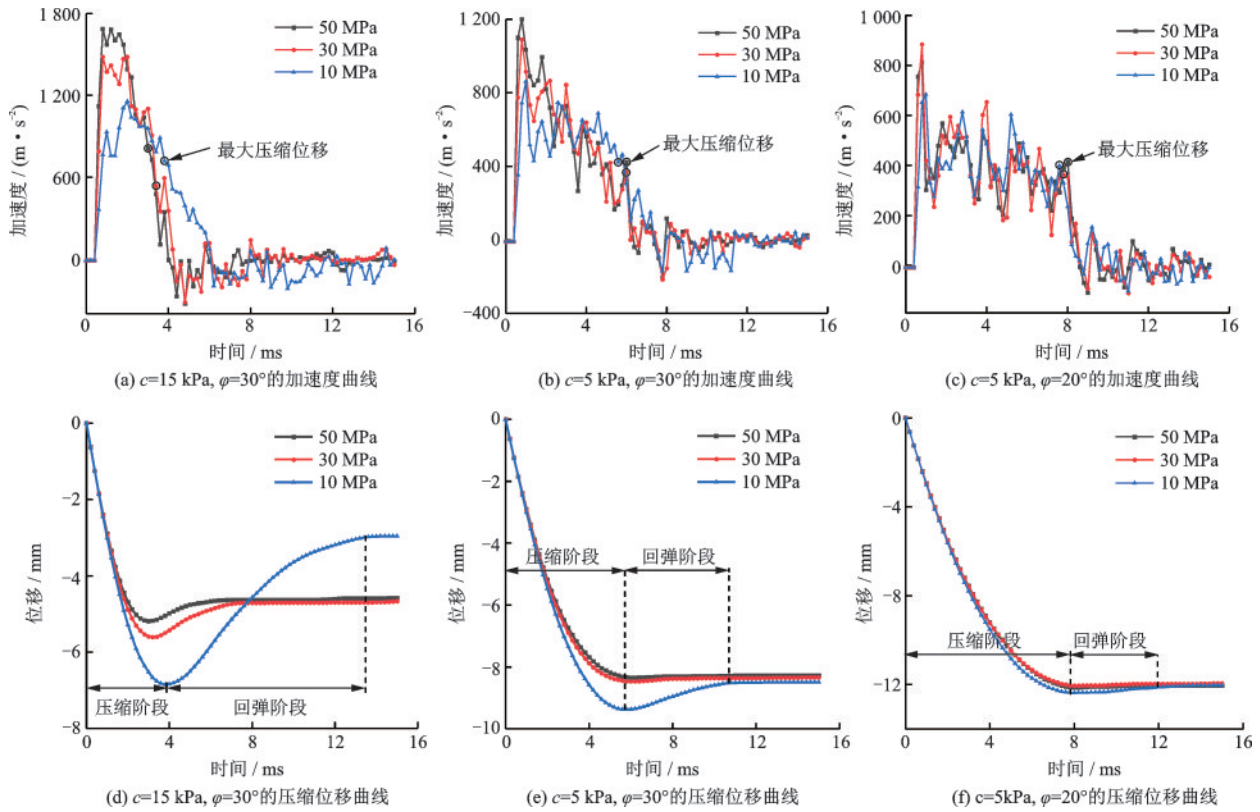 1 800
1 200
600
0
加速度 / (m·s⁻²)
50 MPa
30 MPa
10 MPa
最大压缩位移
0 4 8 12 16
时间 / ms
(a) c=15 kPa, φ=30°的加速度曲线
1 200
800
400
0
−400
加速度 / (m·s⁻²)
50 MPa
30 MPa
10 MPa
最大压缩位移
0 4 8 12 16
时间 / ms
(b) c=5 kPa, φ=30°的加速度曲线
1 000
800
600
400
200
0
加速度 / (m·s⁻²)
50 MPa
30 MPa
10 MPa
最大压缩位移
0 4 8 12 16
时间 / ms
(c) c=5 kPa, φ=20°的加速度曲线
0
−2
−4
−6
−8
位移 / mm
50 MPa
30 MPa
10 MPa
压缩阶段 回弹阶段
0 4 8 12 16
时间 / ms
(d) c=15 kPa, φ=30°的压缩位移曲线
0
−2
−4
−6
−8
−10
位移 / mm
50 MPa
30 MPa
10 MPa
压缩阶段 回弹阶段
0 4 8 12 16
时间 / ms
(e) c=5 kPa, φ=30°的压缩位移曲线
0
−4
−8
−12
位移 / mm
50 MPa
30 MPa
10 MPa
压缩阶段 回弹阶段
0 4 8 12 16
时间 / ms
(f) c=5kPa, φ=20°的压缩位移曲线